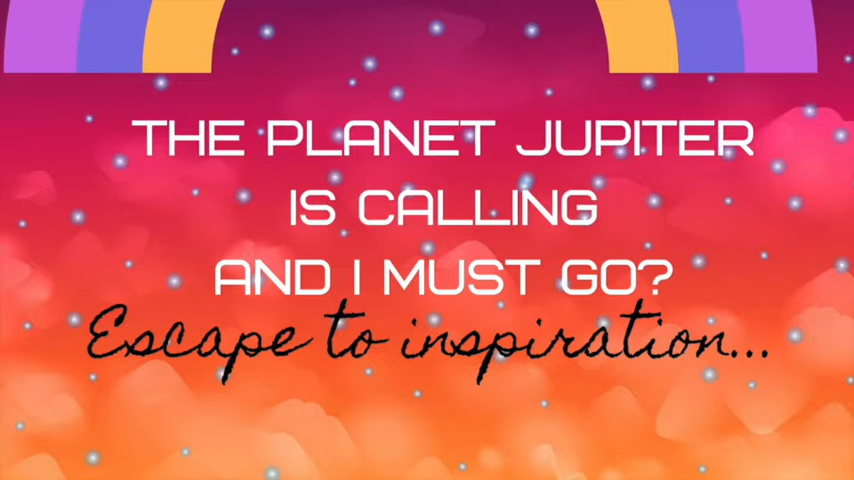 THE PLANET JUPITER
IS CALLING
AND I MUST GO?
Escape to inspiration...